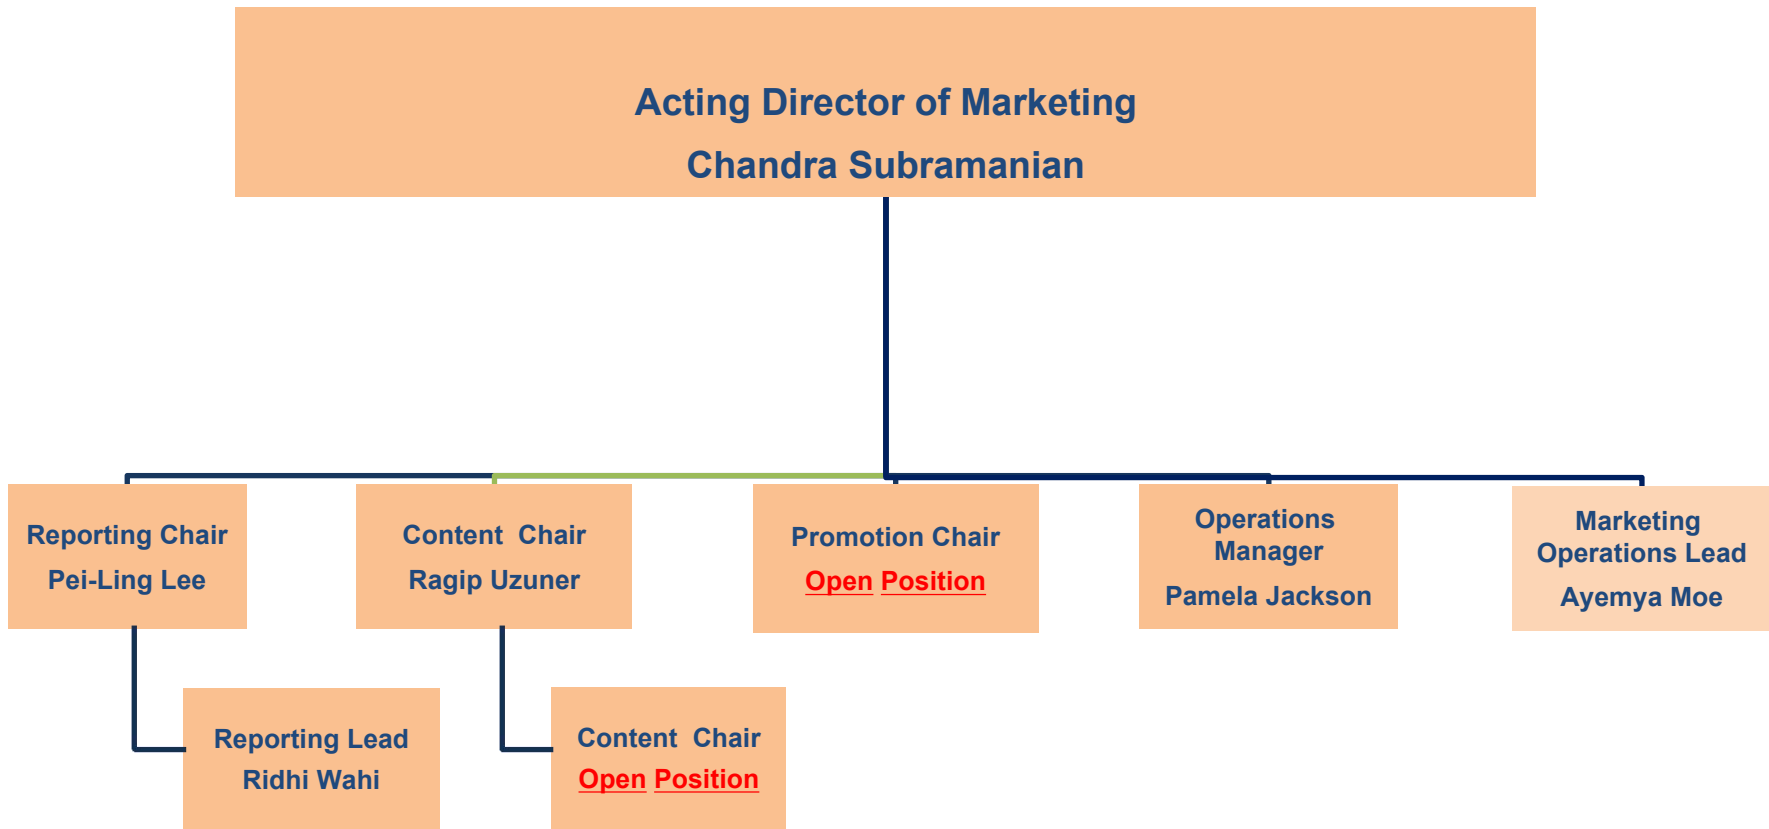 Acting Director of Marketing
Chandra Subramanian
Reporting Chair
Pei-Ling Lee
Content  Chair
Ragip Uzuner
Promotion Chair
Open Position
Operations
Manager
Pamela Jackson
Marketing
Operations Lead
Ayemya Moe
Reporting Lead
Ridhi Wahi
Content  Chair
Open Position